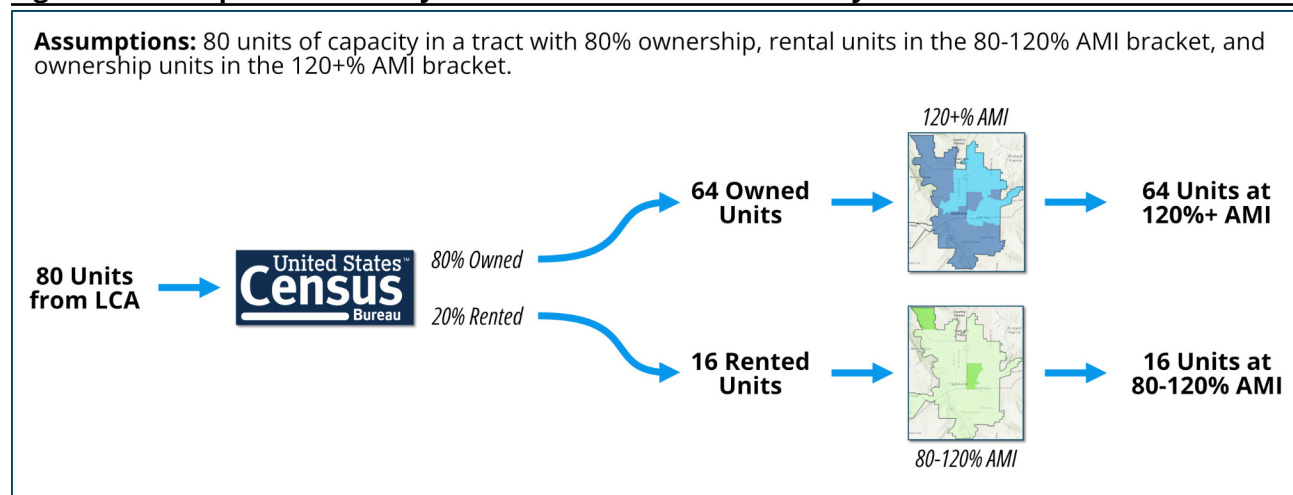 Assumptions: 80 units of capacity in a tract with 80% ownership, rental units in the 80-120% AMI bracket, and
ownership units in the 120+% AMI bracket.
120+% AMI
64 Owned
Units
64 Units at
120%+ AMI
80 Units
from LCA
United States™
Census
Bureau
80% Owned
20% Rented
16 Rented
Units
16 Units at
80-120% AMI
80-120% AMI